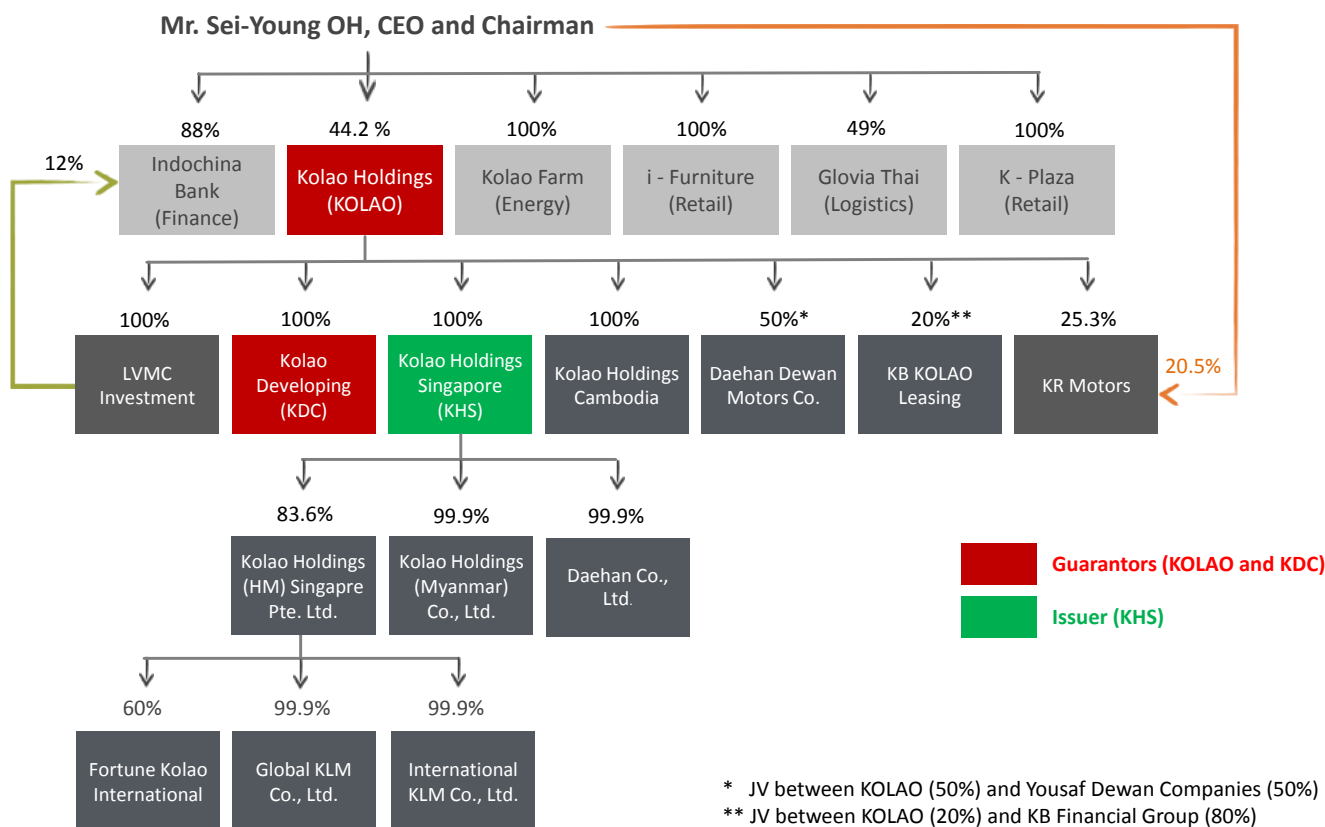 Mr. Sei-Young OH, CEO and Chairman
88%
44.2 %
100%
100%
49%
100%
12%
Indochina
Bank
(Finance)
Kolao Holdings
(KOLAO)
Kolao Farm
(Energy)
i - Furniture
(Retail)
Glovia Thai
(Logistics)
K - Plaza
(Retail)
100%
100%
100%
100%
50%*
20%**
25.3%
LVMC
Investment
Kolao
Developing
(KDC)
Kolao Holdings
Singapore
(KHS)
Kolao Holdings
Cambodia
Daehan Dewan
Motors Co.
KB KOLAO
Leasing
KR Motors
20.5%
83.6%
99.9%
99.9%
Kolao Holdings
(HM) Singapre
Pte. Ltd.
Kolao Holdings
(Myanmar)
Co., Ltd.
Daehan Co.,
Ltd.
Guarantors (KOLAO and KDC)
Issuer (KHS)
60%
99.9%
99.9%
Fortune Kolao
International
Global KLM
Co., Ltd.
International
KLM Co., Ltd.
* JV between KOLAO (50%) and Yousaf Dewan Companies (50%)
** JV between KOLAO (20%) and KB Financial Group (80%)